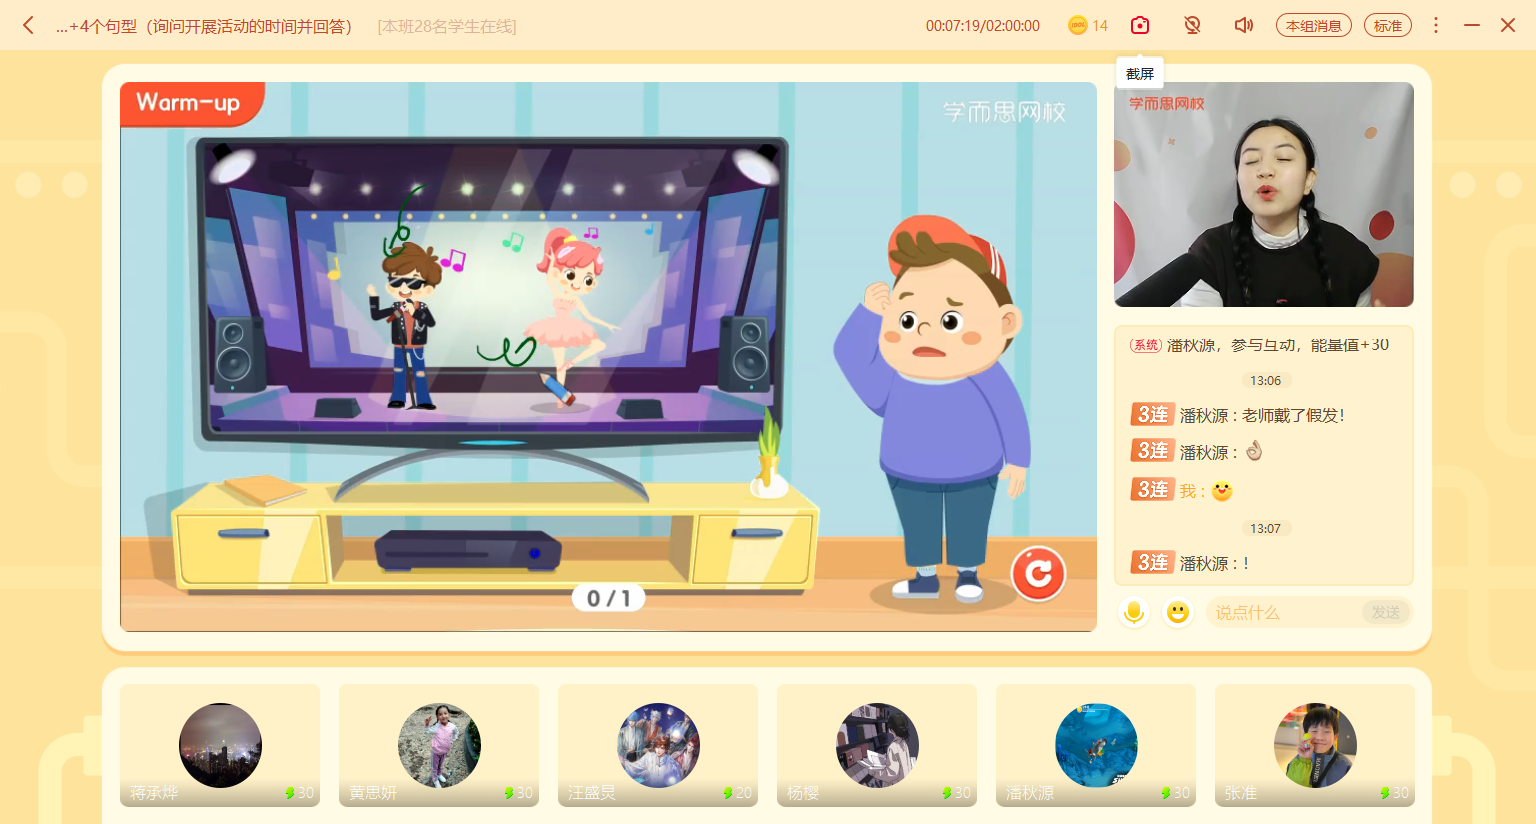 ...+4个句型（询问开展活动的时间并回答）
[本班28名学生在线]
00:07:19/02:00:00
14
本组消息
标准
截屏
Warm-up
学而思网校
0 / 1
学而思网校
系统 潘秋源，参与互动，能量值+30
13:06
3连 潘秋源 : 老师戴了假发！
3连 潘秋源 : 👌
3连 我 : 😛
13:07
3连 潘秋源 : !
说点什么
发送
蒋承烨 30
黄思妍 30
汪盛炅 20
杨樱 30
潘秋源 30
张准 30